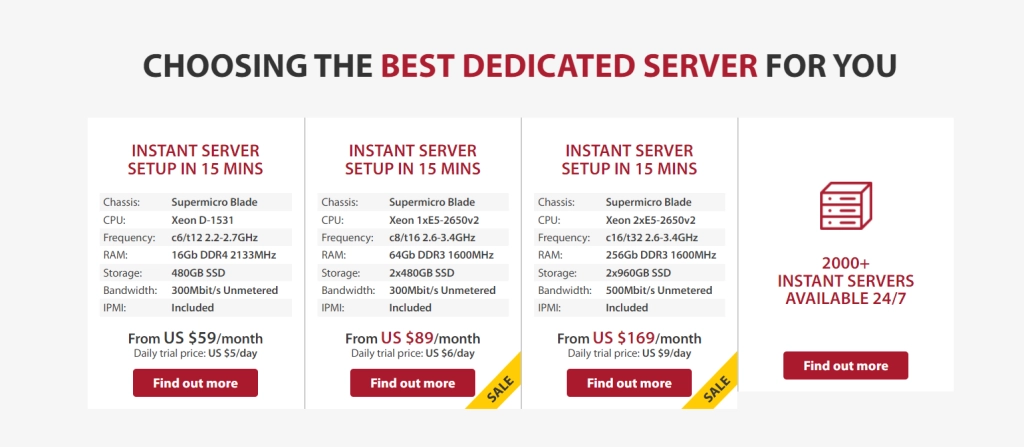 CHOOSING THE BEST DEDICATED SERVER FOR YOU
INSTANT SERVER
SETUP IN 15 MINS
Chassis: Supermicro Blade
CPU: Xeon D-1531
Frequency: c6/t12 2.2-2.7GHz
RAM: 16Gb DDR4 2133MHz
Storage: 480GB SSD
Bandwidth: 300Mbit/s Unmetered
IPMI: Included
From US $59/month
Daily trial price: US $5/day
Find out more
INSTANT SERVER
SETUP IN 15 MINS
Chassis: Supermicro Blade
CPU: Xeon 1xE5-2650v2
Frequency: c8/t16 2.6-3.4GHz
RAM: 64Gb DDR3 1600MHz
Storage: 2x480GB SSD
Bandwidth: 300Mbit/s Unmetered
IPMI: Included
From US $89/month
Daily trial price: US $6/day
Find out more
SALE
INSTANT SERVER
SETUP IN 15 MINS
Chassis: Supermicro Blade
CPU: Xeon 2xE5-2650v2
Frequency: c16/t32 2.6-3.4GHz
RAM: 256Gb DDR3 1600MHz
Storage: 2x960GB SSD
Bandwidth: 500Mbit/s Unmetered
IPMI: Included
From US $169/month
Daily trial price: US $9/day
Find out more
SALE
2000+
INSTANT SERVERS
AVAILABLE 24/7
Find out more